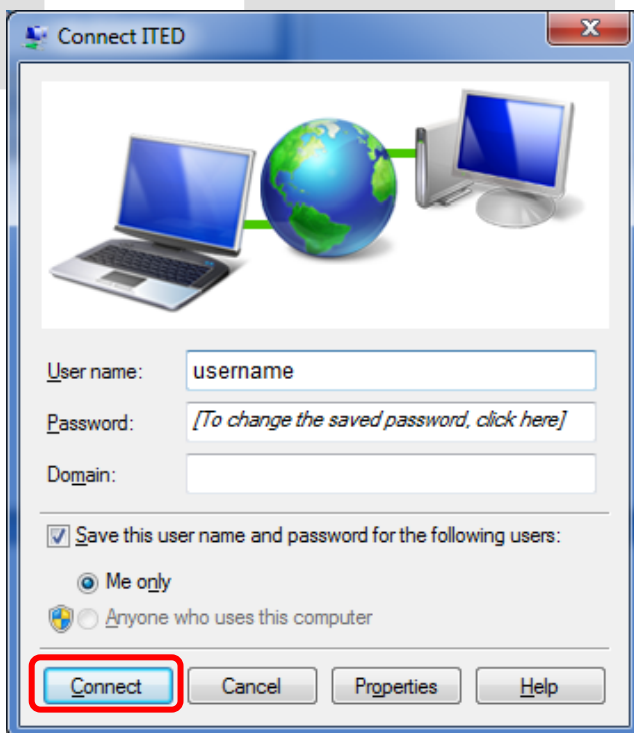 Connect ITED
User name: username
Password: [To change the saved password, click here]
Domain:
Save this user name and password for the following users:
Me only
Anyone who uses this computer
Connect Cancel Properties Help